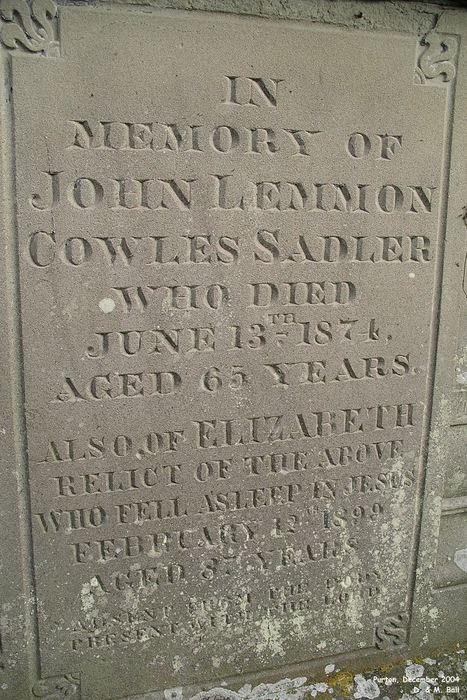 IN
MEMORY OF
JOHN LEMMON
COWLES SADLER
WHO DIED
JUNE 13TH 1874,
AGED 65 YEARS.
ALSO, OF ELIZABETH
RELICT OF THE ABOVE
WHO FELL ASLEEP IN JESUS
FEBRUARY 12TH 1899
AGED YEARS
ABSENT FROM THE BODY
PRESENT WITH THE LORD
Purton, December 2004
D. & M. Ball